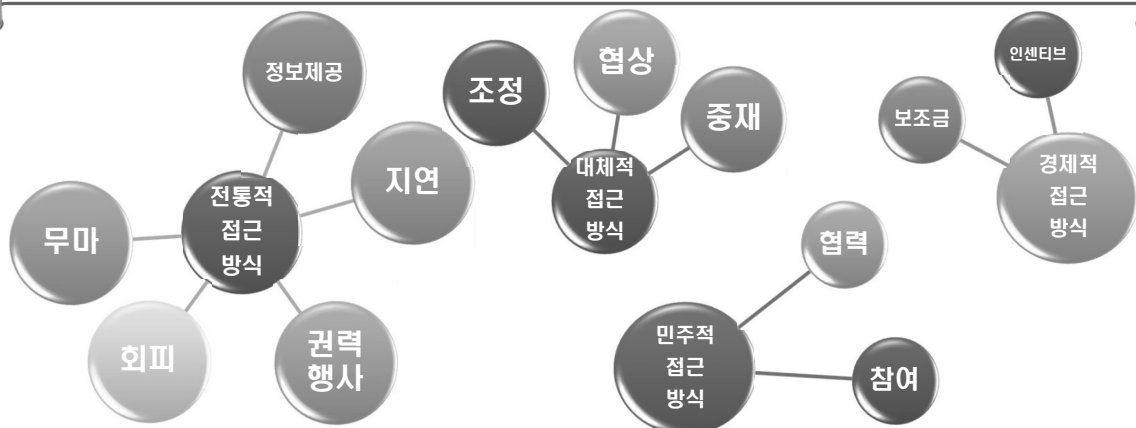 정보제공
지연
무마
전통적
접근
방식
회피
권력
행사
조정
협상
중재
대체적
접근
방식
인센티브
보조금
경제적
접근
방식
협력
민주적
접근
방식
참여